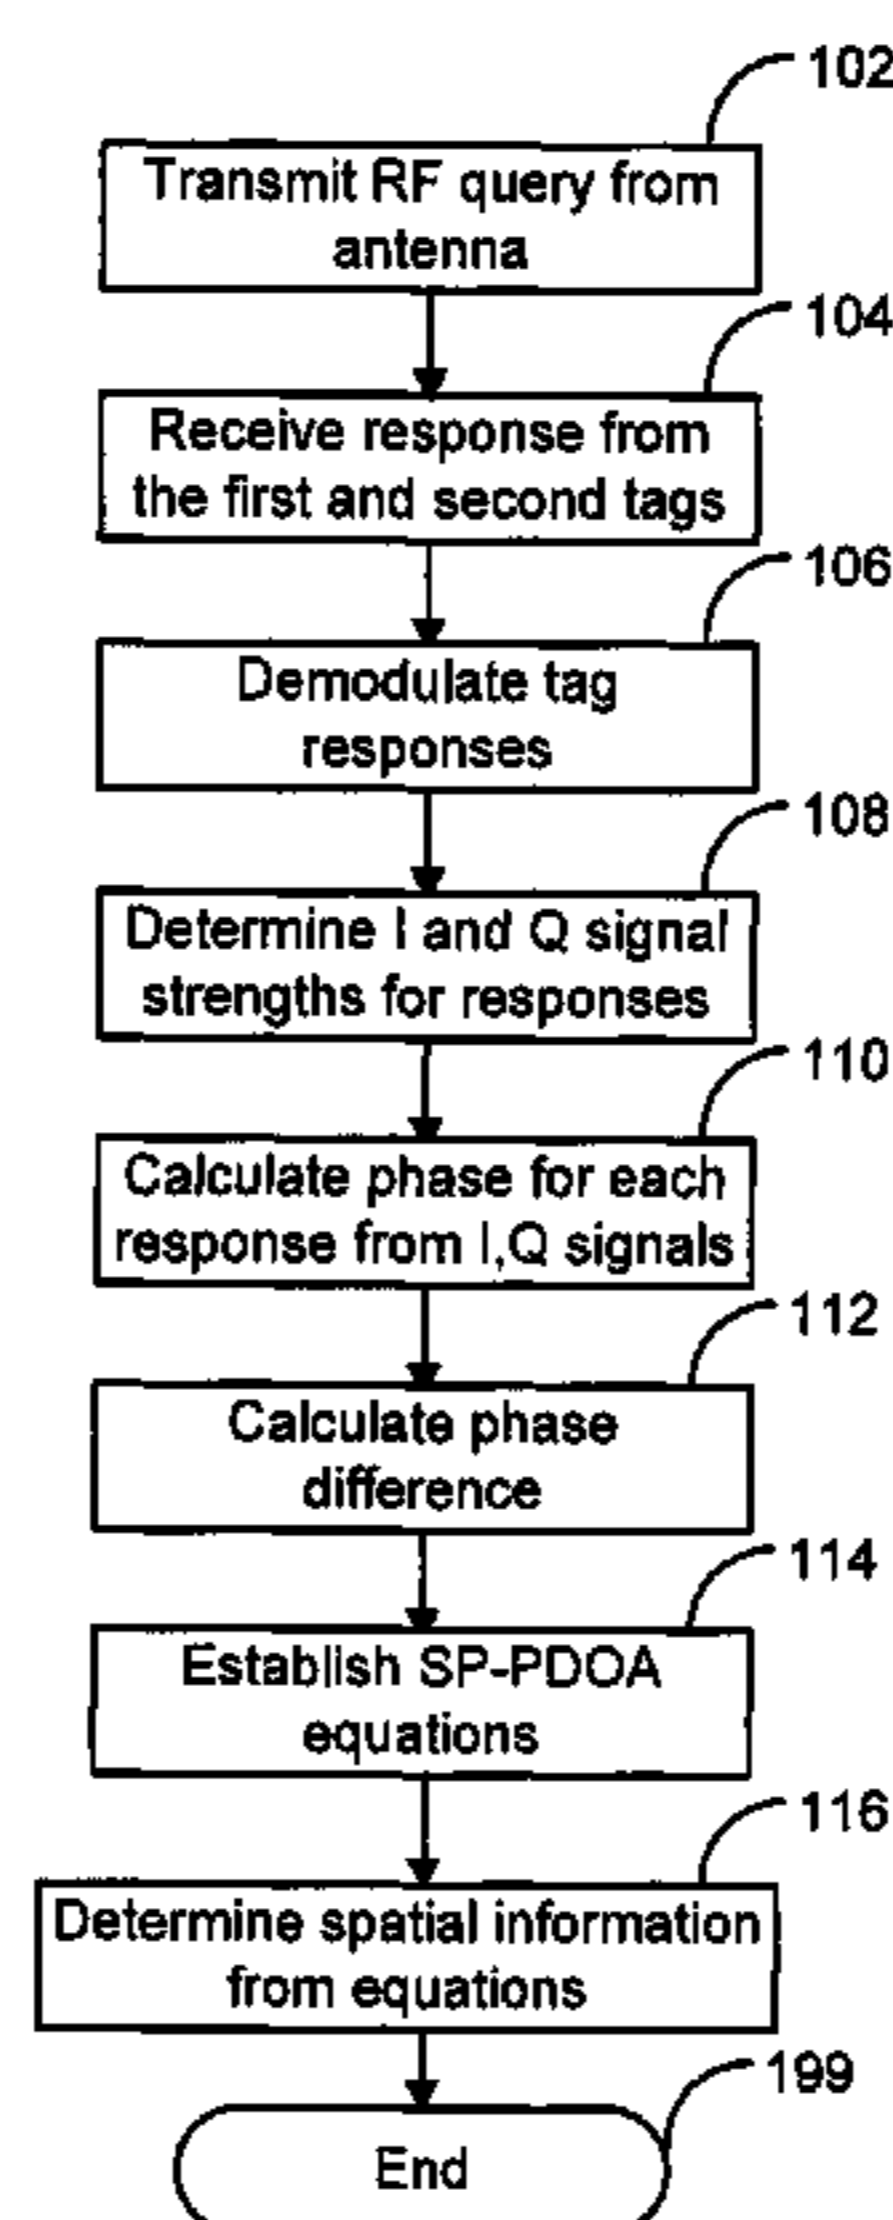 102
Transmit RF query from
antenna
104
Receive response from
the first and second tags
106
Demodulate tag
responses
108
Determine I and Q signal
strengths for responses
110
Calculate phase for each
response from I,Q signals
112
Calculate phase
difference
114
Establish SP-PDOA
equations
116
Determine spatial information
from equations
199
End